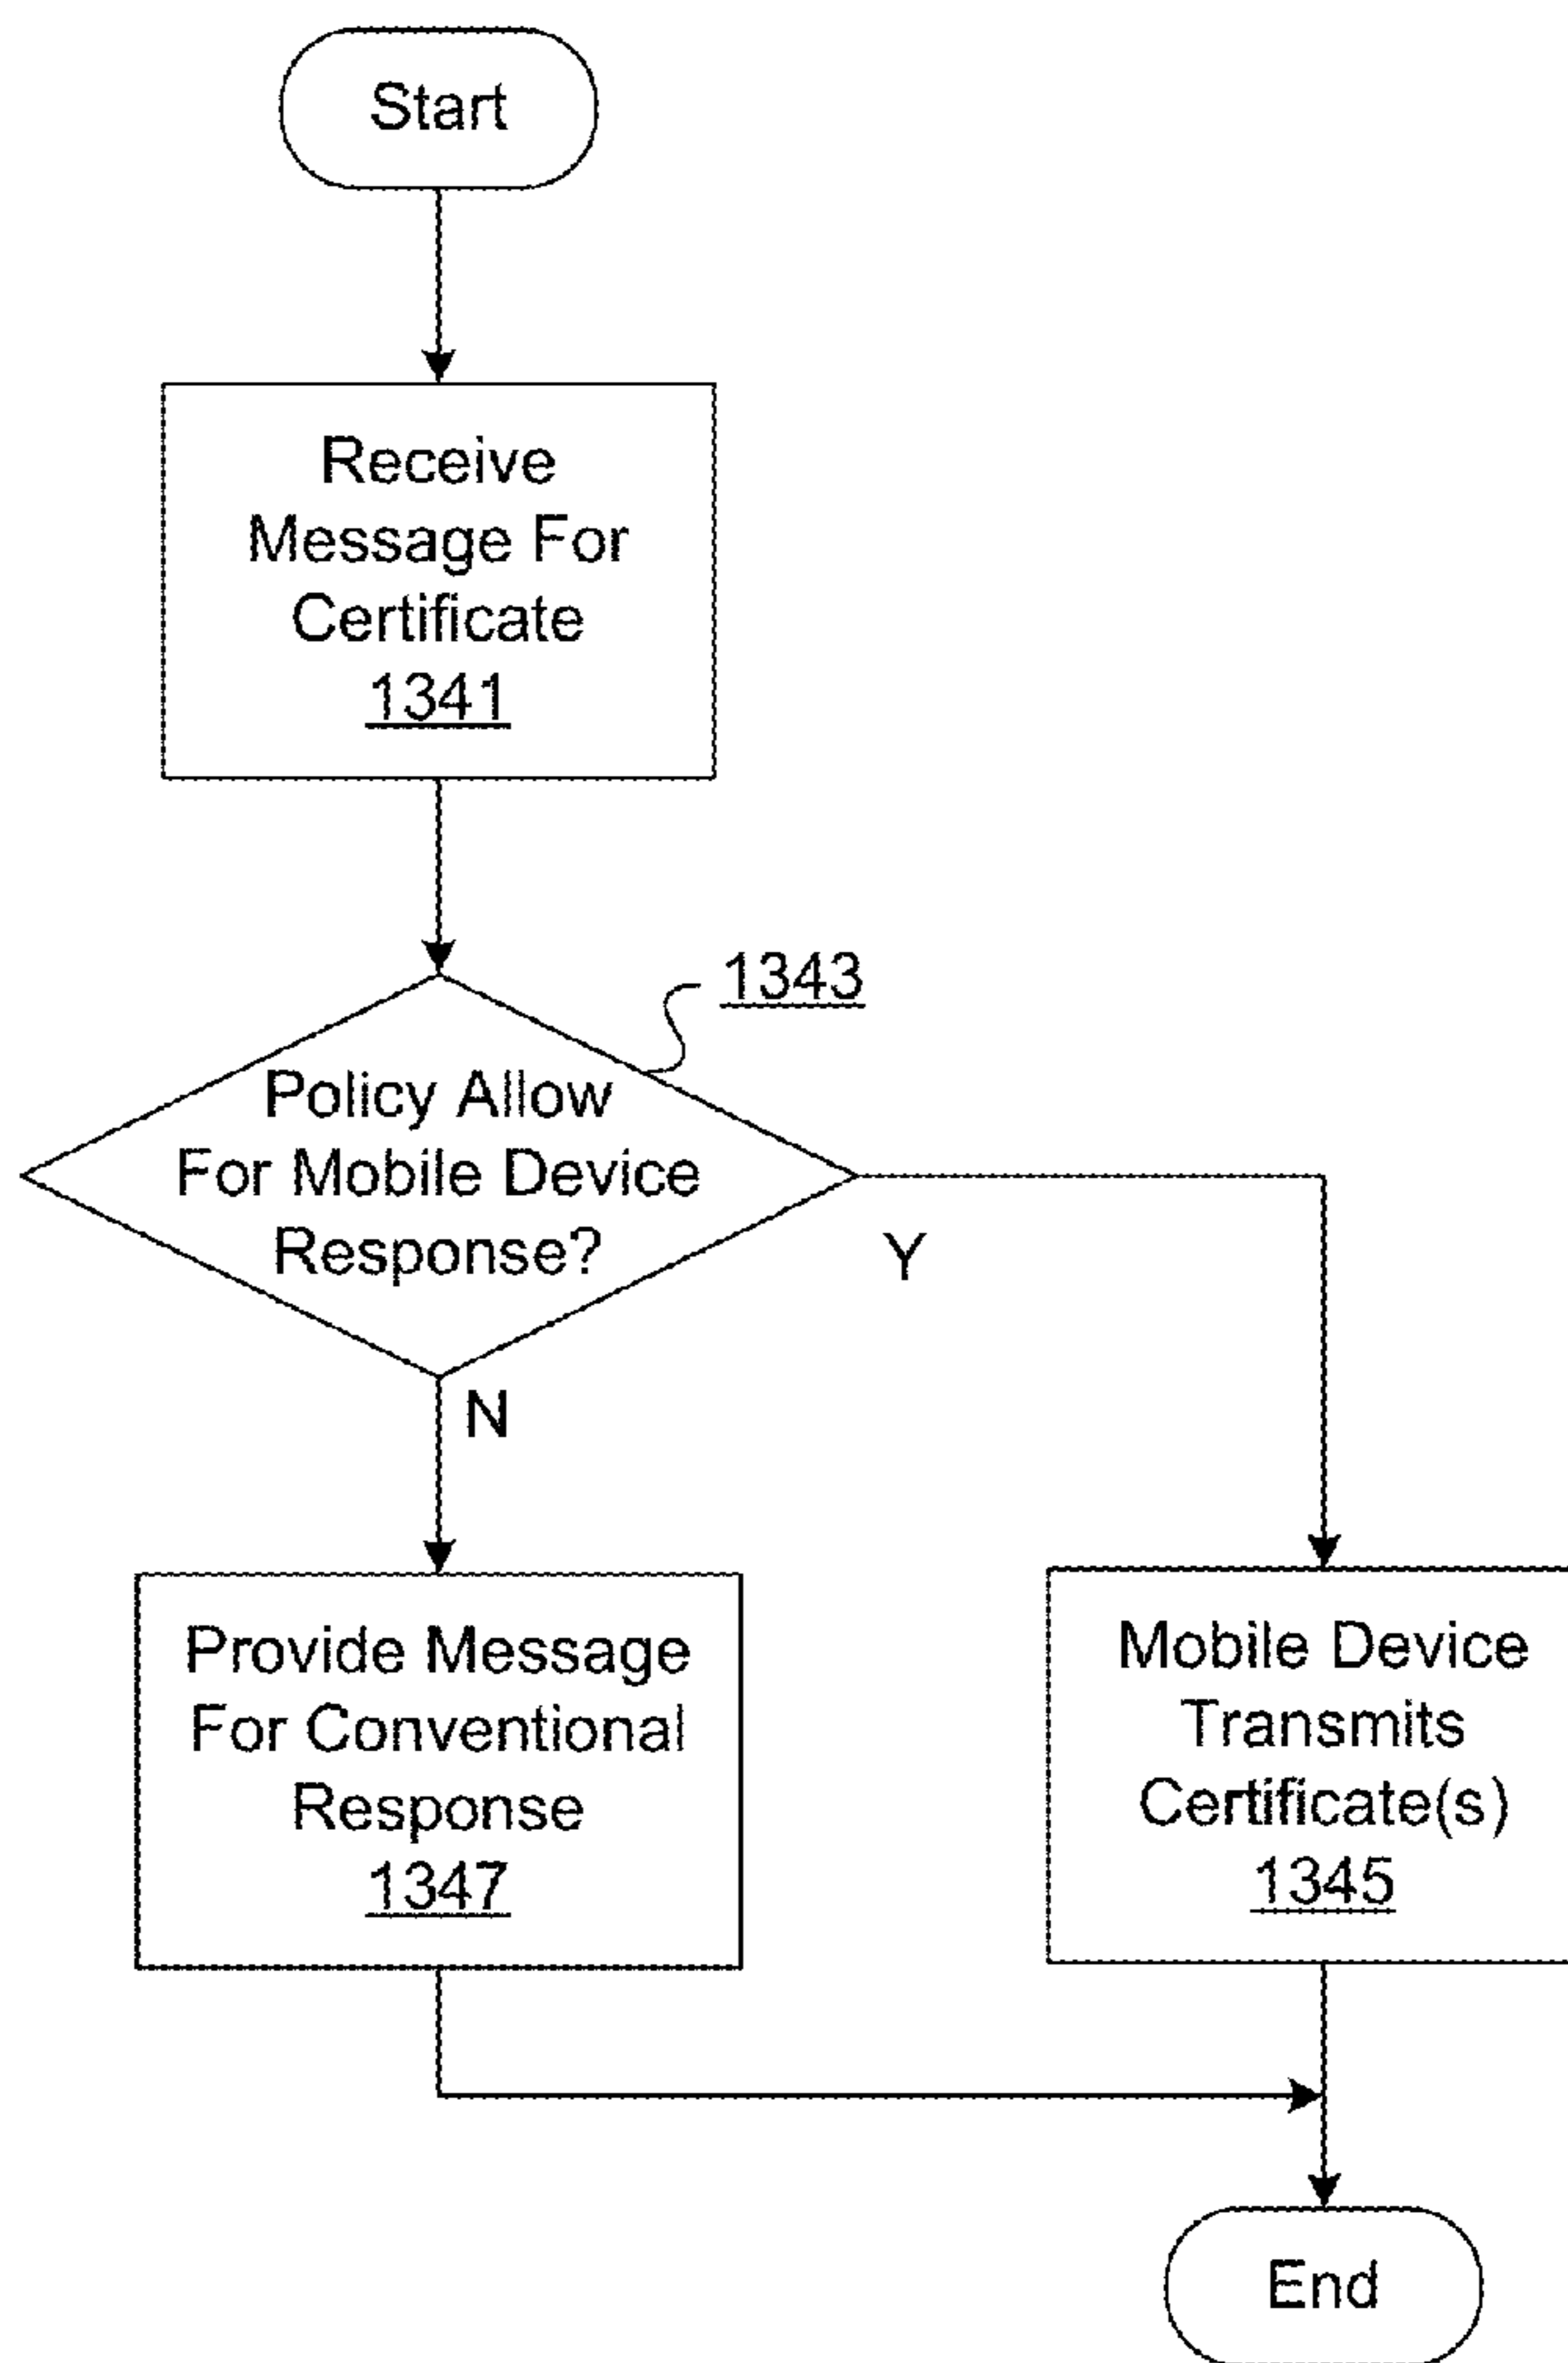 Start
Receive
Message For
Certificate
1341
1343
Policy Allow
For Mobile Device
Response?
Y
N
Provide Message
For Conventional
Response
1347
Mobile Device
Transmits
Certificate(s)
1345
End